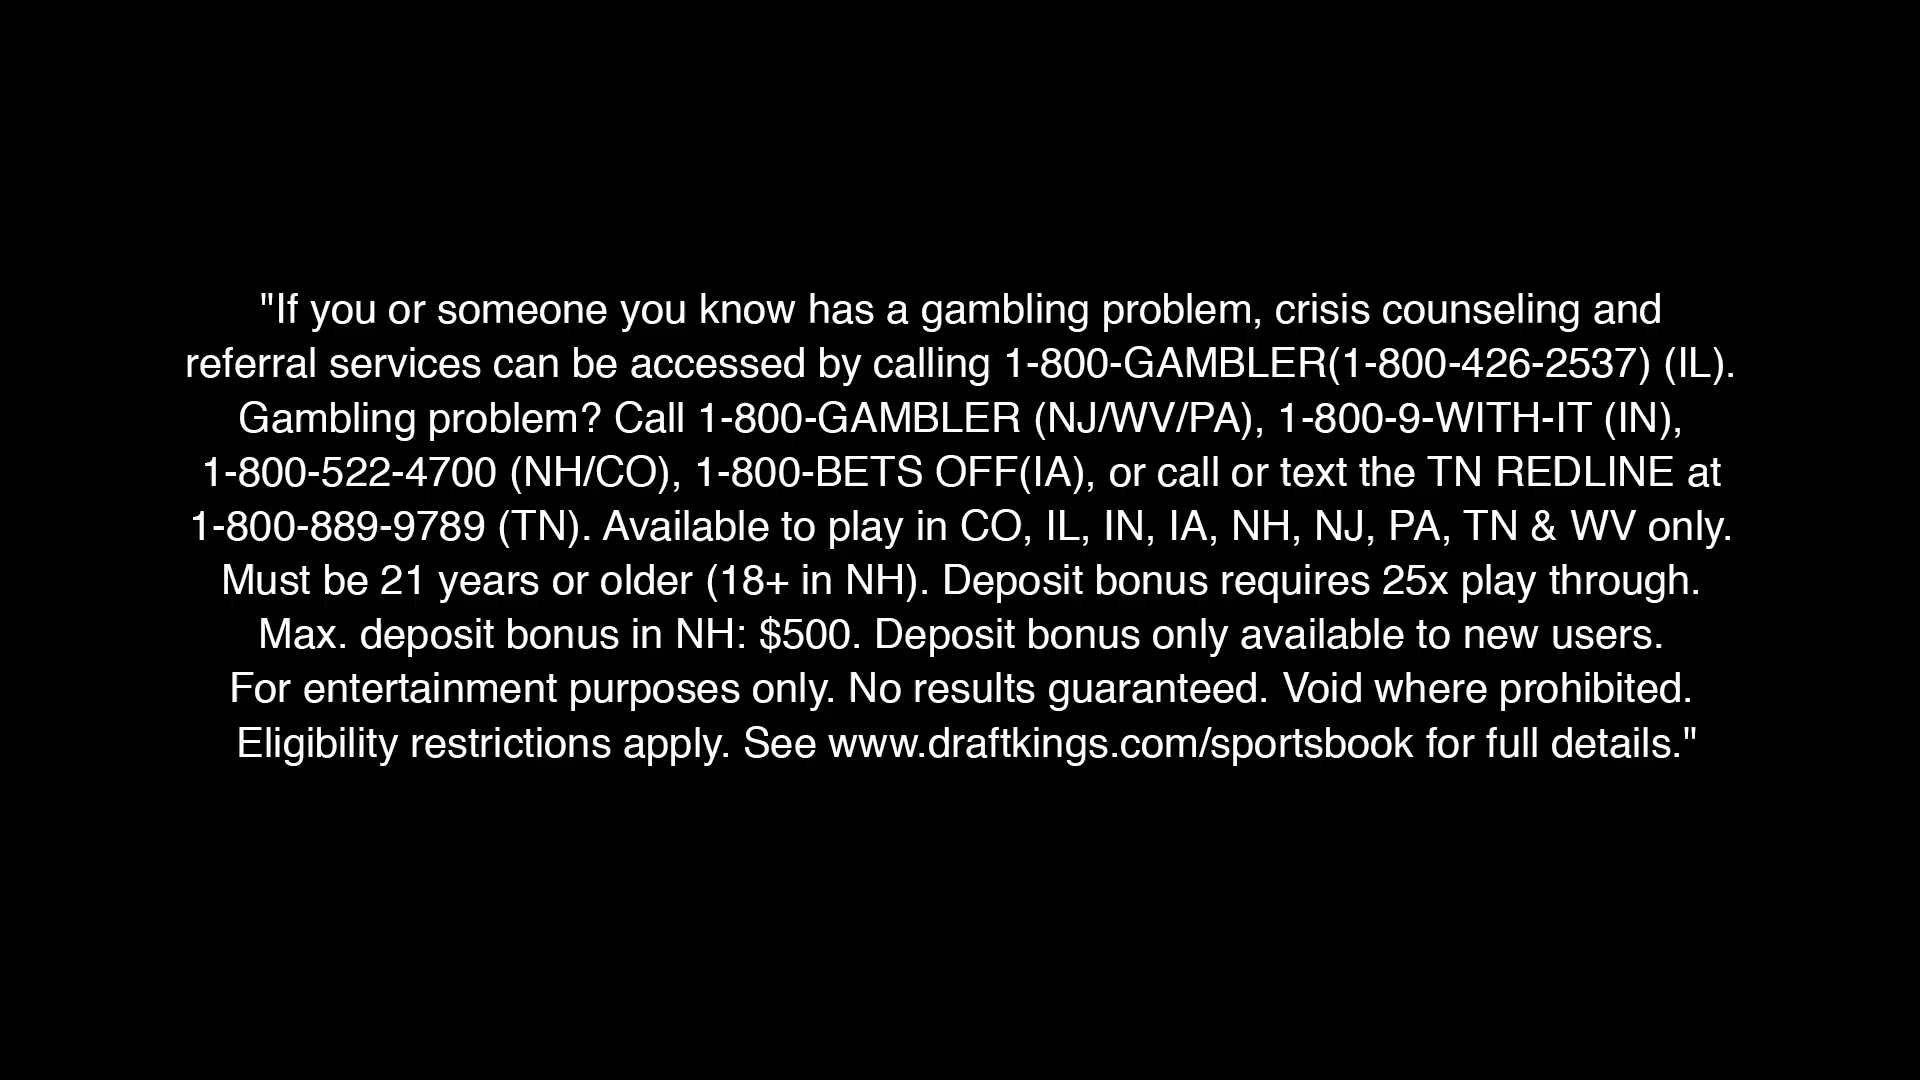 "If you or someone you know has a gambling problem, crisis counseling and
referral services can be accessed by calling 1-800-GAMBLER(1-800-426-2537) (IL).
Gambling problem? Call 1-800-GAMBLER (NJ/WV/PA), 1-800-9-WITH-IT (IN),
1-800-522-4700 (NH/CO), 1-800-BETS OFF(IA), or call or text the TN REDLINE at
1-800-889-9789 (TN). Available to play in CO, IL, IN, IA, NH, NJ, PA, TN & WV only.
Must be 21 years or older (18+ in NH). Deposit bonus requires 25x play through.
Max. deposit bonus in NH: $500. Deposit bonus only available to new users.
For entertainment purposes only. No results guaranteed. Void where prohibited.
Eligibility restrictions apply. See www.draftkings.com/sportsbook for full details."